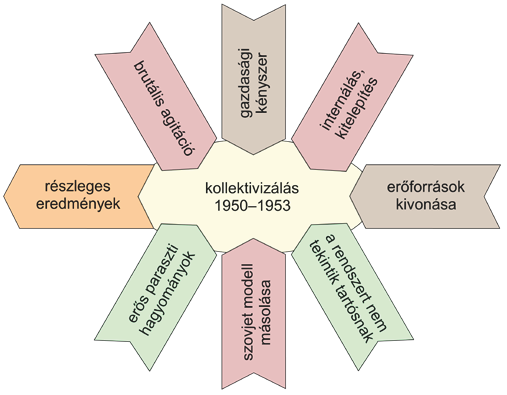 gazdasági
kényszer
brutális agitáció
internálás,
kitelepítés
részleges
eredmények
kollektivizálás
1950–1953
erőforrások
kivonása
erős paraszti
hagyományok
szovjet modell
másolása
a rendszert nem
tekintik tartósnak